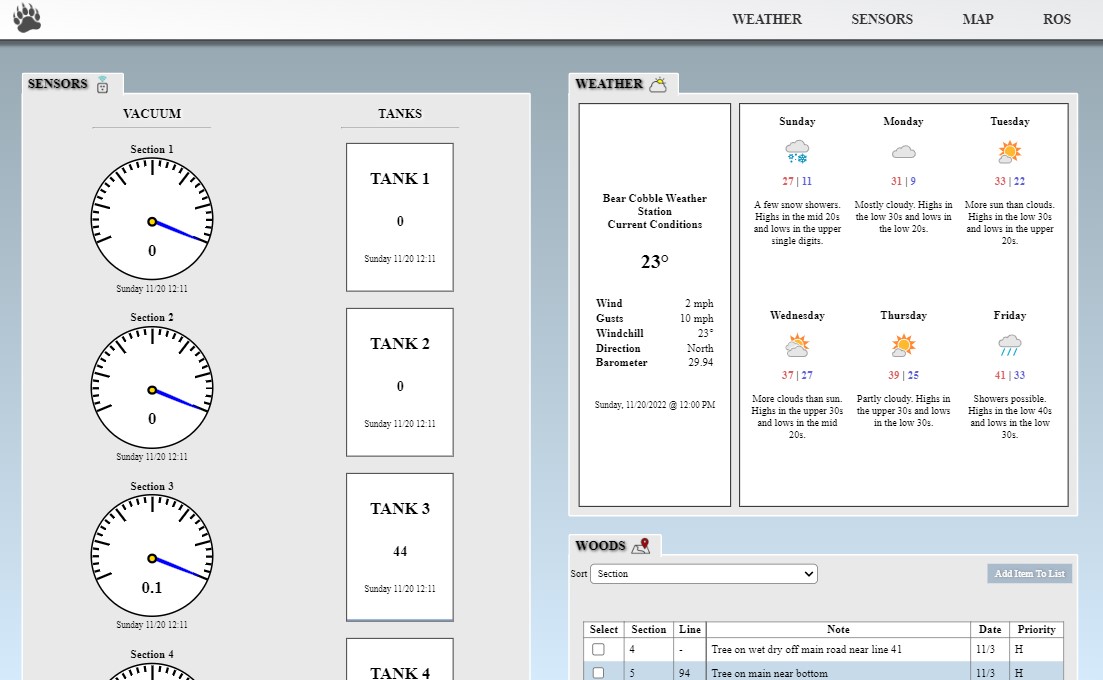 WEATHER SENSORS MAP ROS
SENSORS
VACUUM
Section 1
0
Sunday 11/20 12:11
Section 2
0
Sunday 11/20 12:11
Section 3
0.1
Sunday 11/20 12:11
Section 4
TANKS
TANK 1
0
Sunday 11/20 12:11
TANK 2
0
Sunday 11/20 12:11
TANK 3
44
Sunday 11/20 12:11
TANK 4
WEATHER
Bear Cobble Weather
Station
Current Conditions
23°
Wind 2 mph
Gusts 10 mph
Windchill 23°
Direction North
Barometer 29.94
Sunday, 11/20/2022 @ 12:00 PM
Sunday
27 | 11
A few snow showers.
Highs in the mid 20s
and lows in the upper
single digits.
Monday
31 | 9
Mostly cloudy. Highs in
the low 30s and lows in
the low 20s.
Tuesday
33 | 22
More sun than clouds.
Highs in the low 30s
and lows in the upper
20s.
Wednesday
37 | 27
More clouds than sun.
Highs in the upper 30s
and lows in the mid
20s.
Thursday
39 | 25
Partly cloudy. Highs in
the upper 30s and lows
in the low 30s.
Friday
41 | 33
Showers possible.
Highs in the low 40s
and lows in the low
30s.
WOODS
Sort Section Add Item To List
Select Section Line Note Date Priority
4 - Tree on wet dry off main road near line 41 11/3 H
5 94 Tree on main near bottom 11/3 H